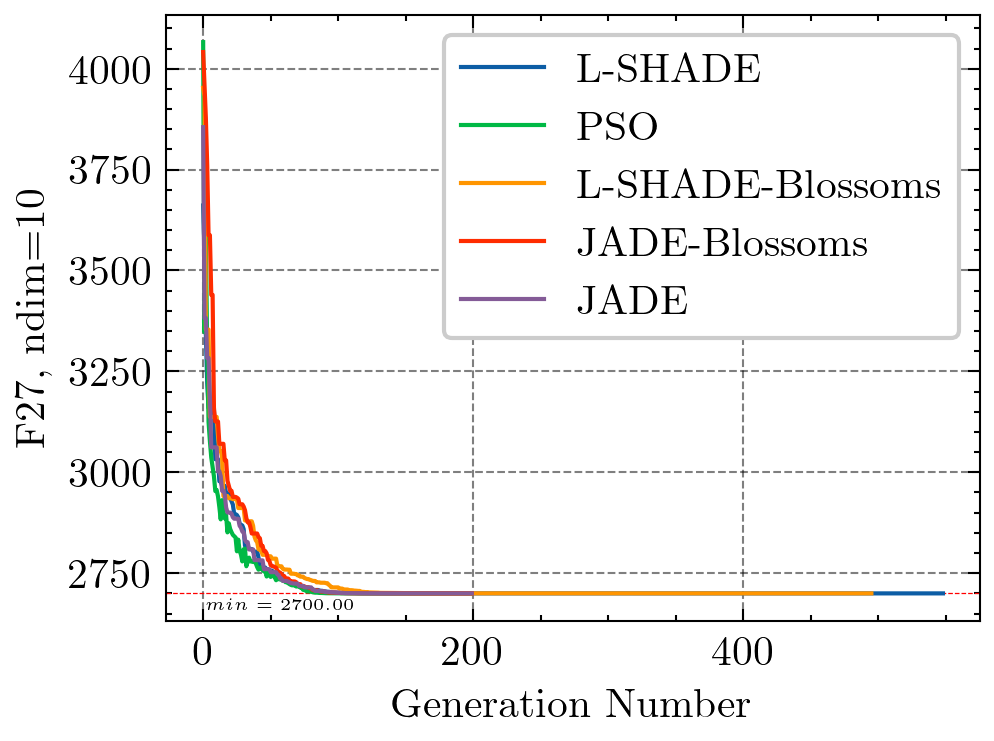 4000
3750
3500
3250
3000
2750
F27, ndim=10
L-SHADE
PSO
L-SHADE-Blossoms
JADE-Blossoms
JADE
min = 2700.00
0
200
400
Generation Number